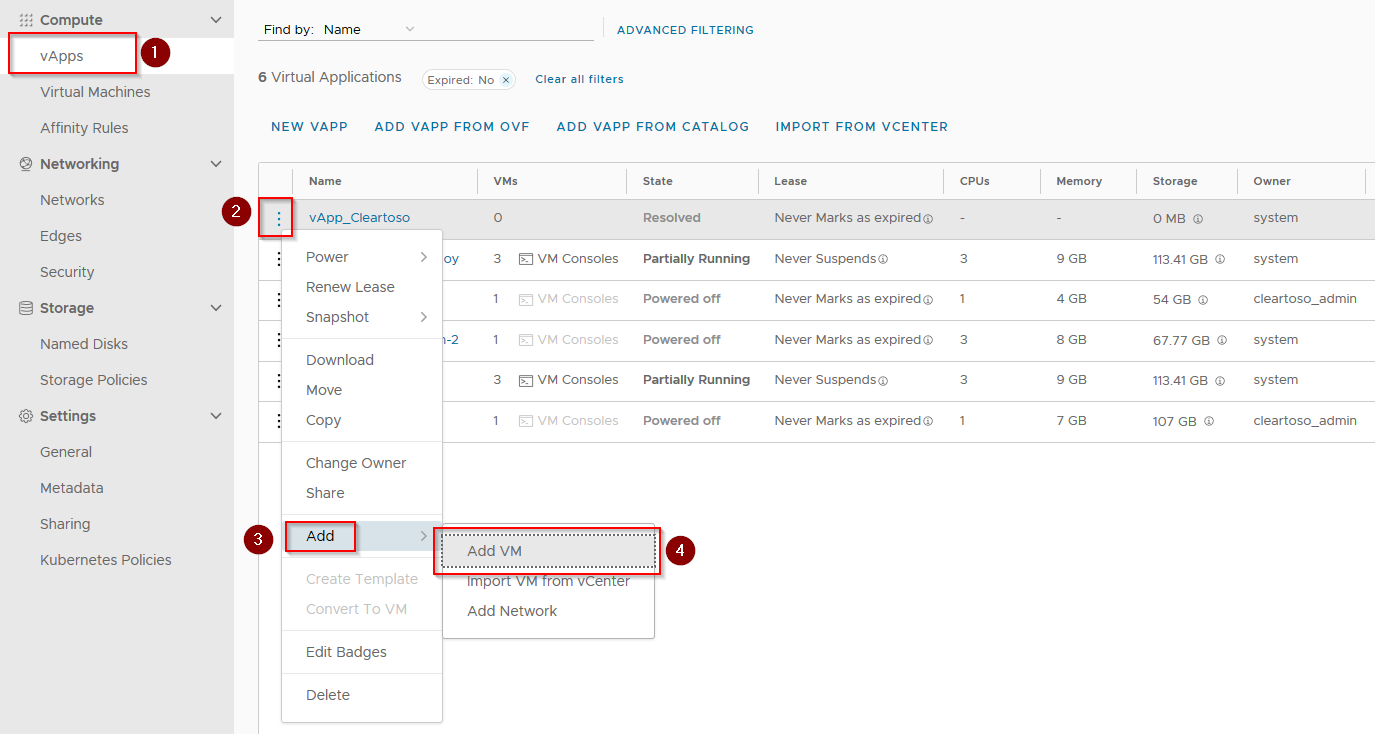 Compute
vApps
1
Virtual Machines
Affinity Rules
Networking
Networks
Edges
Security
Storage
Named Disks
Storage Policies
Settings
General
Metadata
Sharing
Kubernetes Policies
Find by: Name
ADVANCED FILTERING
6 Virtual Applications Expired: No × Clear all filters
NEW VAPP ADD VAPP FROM OVF ADD VAPP FROM CATALOG IMPORT FROM VCENTER
Name VMs State Lease CPUs Memory Storage Owner
2 vApp_Cleartoso 0 Resolved Never Marks as expired - - 0 MB system
oy 3 VM Consoles Partially Running Never Suspends 3 9 GB 113.41 GB system
1 VM Consoles Powered off Never Marks as expired 1 4 GB 54 GB cleartoso_admin
n-2 1 VM Consoles Powered off Never Marks as expired 3 8 GB 67.77 GB system
3 VM Consoles Partially Running Never Suspends 3 9 GB 113.41 GB system
1 VM Consoles Powered off Never Marks as expired 1 7 GB 107 GB cleartoso_admin
Power
Renew Lease
Snapshot
Download
Move
Copy
Change Owner
Share
3 Add
Create Template
Convert To VM
Edit Badges
Delete
Add VM 4
Import VM from vCenter
Add Network